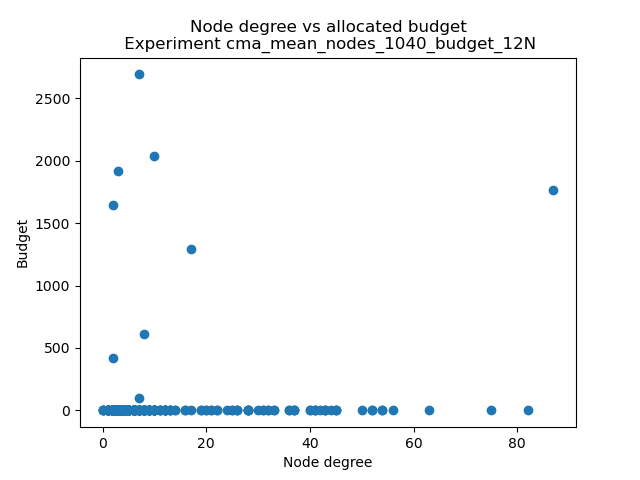 Node degree vs allocated budget
Experiment cma_mean_nodes_1040_budget_12N
Budget
2500
2000
1500
1000
500
0
0 20 40 60 80
Node degree